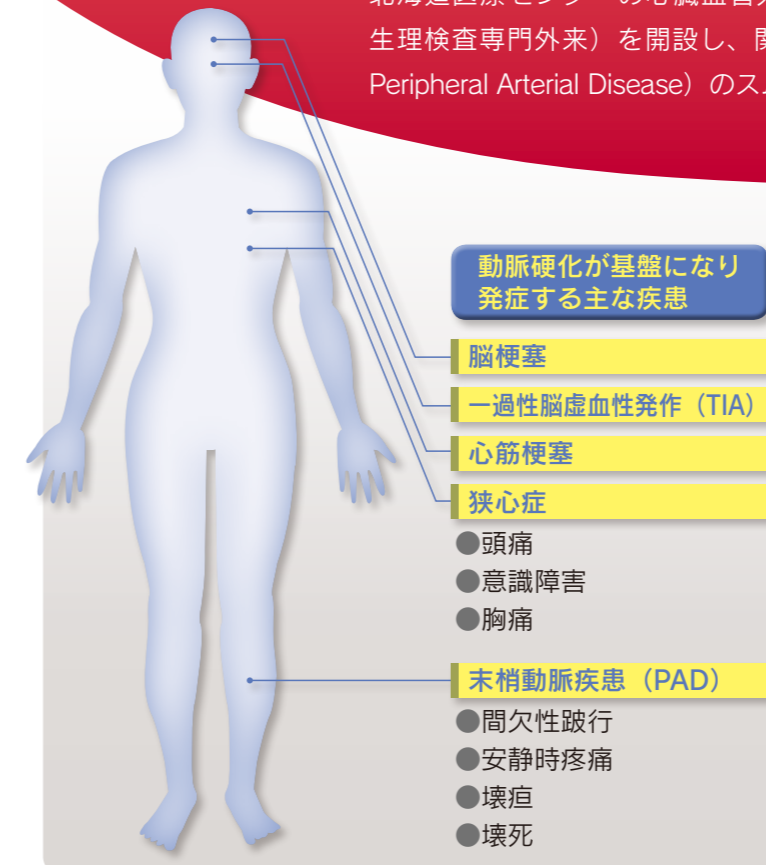 生理検査専門外来）を開設し、
Peripheral Arterial Disease）のス
動脈硬化が基盤になり
発症する主な疾患
脳梗塞
一過性脳虚血性発作（TIA）
心筋梗塞
狭心症
●頭痛
●意識障害
●胸痛
末梢動脈疾患（PAD）
●間欠性跛行
●安静時疼痛
●壊疽
●壊死